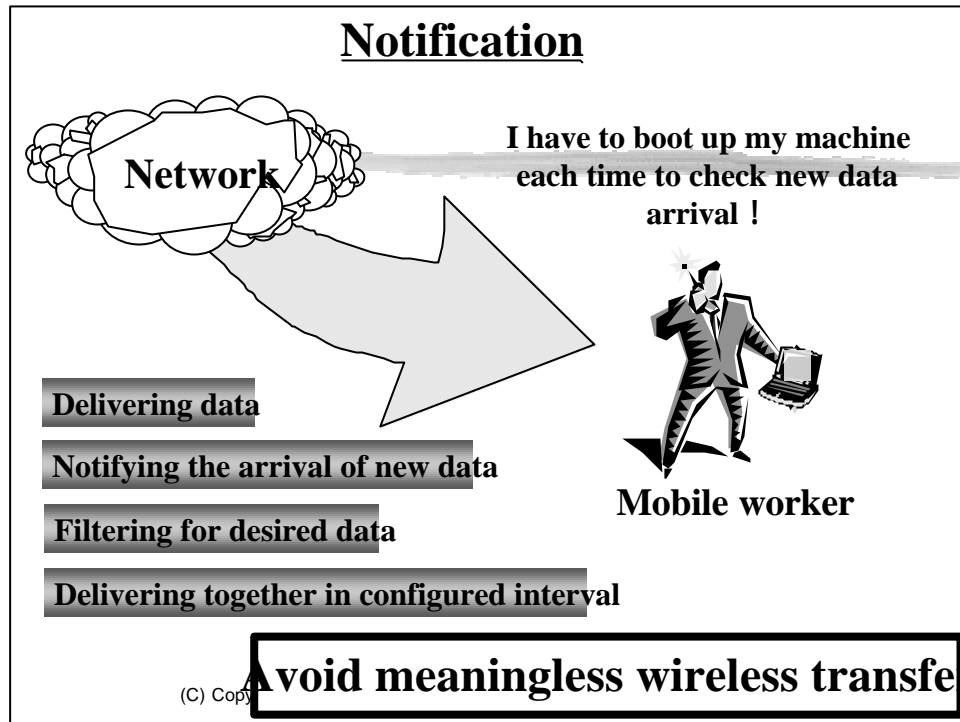 Notification
Network
I have to boot up my machine
each time to check new data
arrival！
Delivering data
Notifying the arrival of new data
Filtering for desired data
Delivering together in configured interval
Mobile worker
Avoid meaningless wireless transfe
(C) Copy